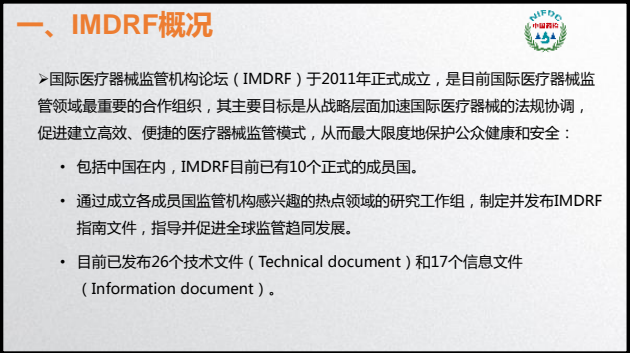 一、IMDRF概况
NIFDC
中国药检
➢国际医疗器械监管机构论坛（IMDRF）于2011年正式成立，是目前国际医疗器械监
管领域最重要的合作组织，其主要目标是从战略层面加速国际医疗器械的法规协调，
促进建立高效、便捷的医疗器械监管模式，从而最大限度地保护公众健康和安全：
• 包括中国在内，IMDRF目前已有10个正式的成员国。
• 通过成立各成员国监管机构感兴趣的热点领域的研究工作组，制定并发布IMDRF
指南文件，指导并促进全球监管趋同发展。
• 目前已发布26个技术文件（Technical document）和17个信息文件
（Information document）。